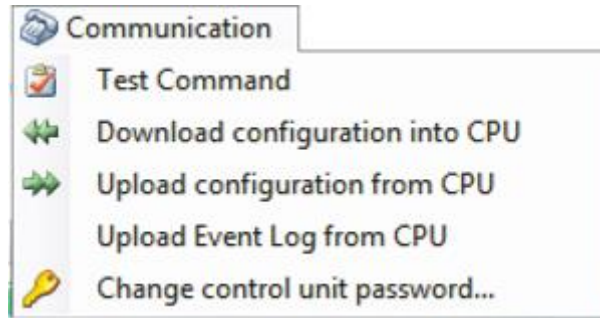 Communication
Test Command
Download configuration into CPU
Upload configuration from CPU
Upload Event Log from CPU
Change control unit password...